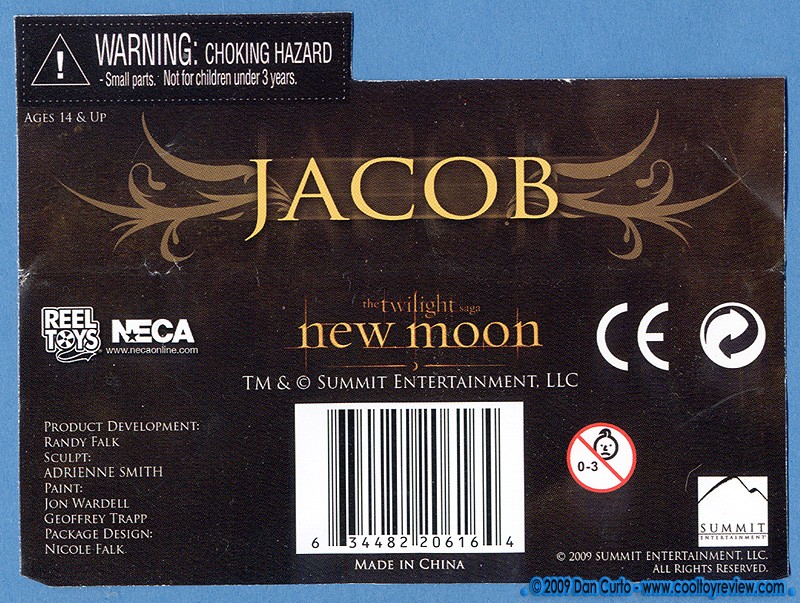 WARNING: CHOKING HAZARD
- Small parts. Not for children under 3 years.
AGES 14 & UP
JACOB
REEL TOYS
NECA
www.necaonline.com
the twilight saga
new moon
TM & © SUMMIT ENTERTAINMENT, LLC
CE
PRODUCT DEVELOPMENT:
RANDY FALK
SCULPT:
ADRIENNE SMITH
PAINT:
JON WARDELL
GEOFFREY TRAPP
PACKAGE DESIGN:
NICOLE FALK
6 34482 20616 4
MADE IN CHINA
0-3
SUMMIT
ENTERTAINMENT
© 2009 SUMMIT ENTERTAINMENT, LLC.
ALL RIGHTS RESERVED.
© 2009 Dan Curto - www.cooltoyreview.com